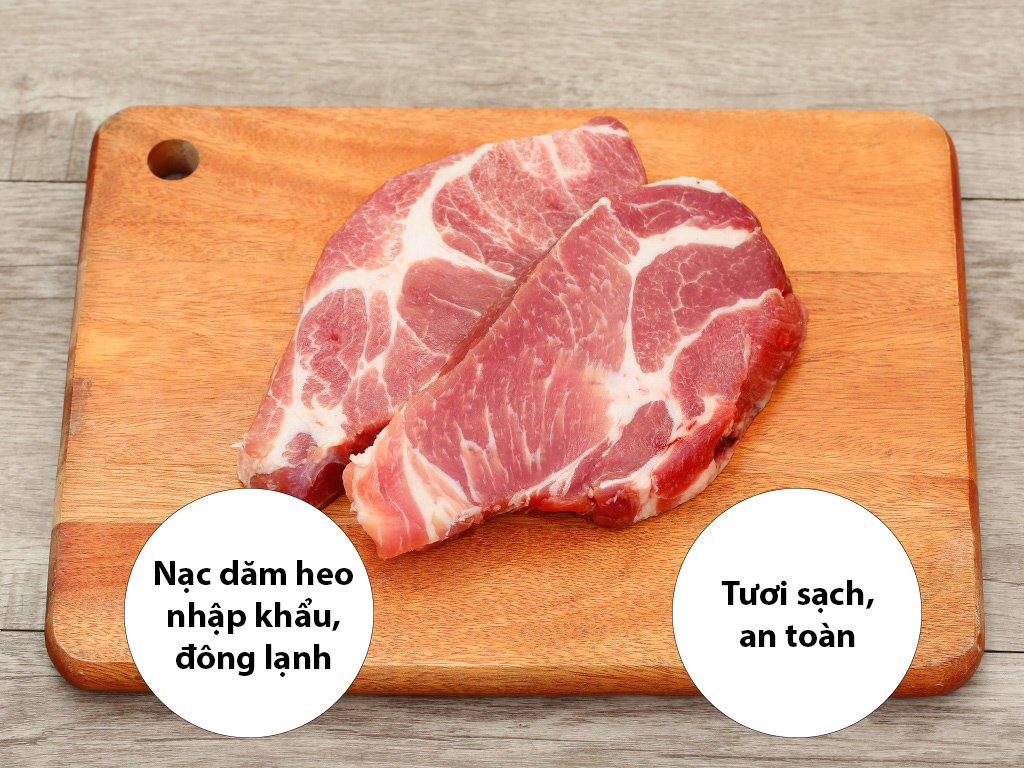 Nạc dăm heo
nhập khẩu,
đông lạnh
Tươi sạch,
an toàn